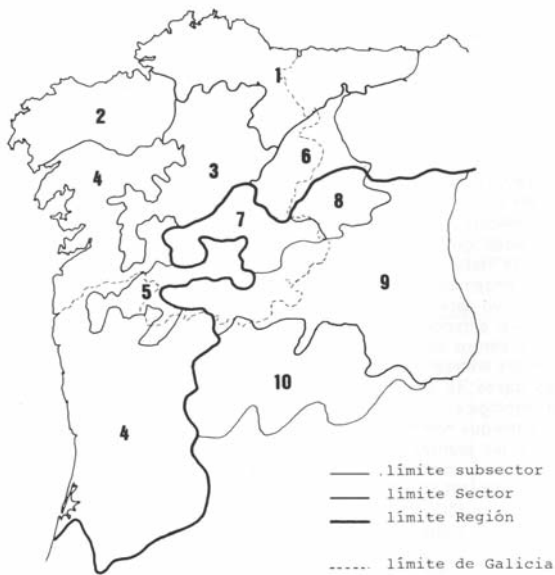 1
2
6
4
3
8
7
9
5
10
4
.límite subsector
límite Sector
límite Región
límite de Galicia